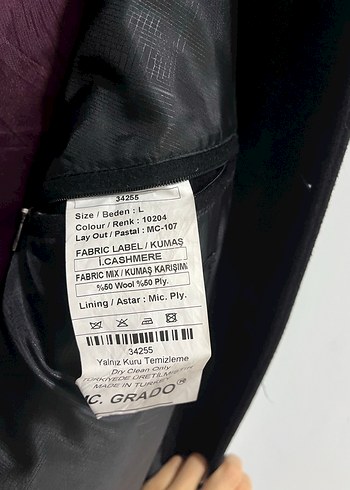 34255
Size / Beden : L
Colour / Renk : 10204
Lay Out / Pastal : MC-107
FABRIC LABEL / KUMAŞ
İ.CASHMERE
FABRIC MIX / KUMAŞ KARIŞIMI
%50 Wool %50 Ply.
Lining / Astar : Mic. Ply.
34255
Yalnız Kuru Temizleme
Dry Clean Only
TÜRKİYEDE ÜRETİLMİŞTİR
MADE IN TURKEY
C. GRADO®